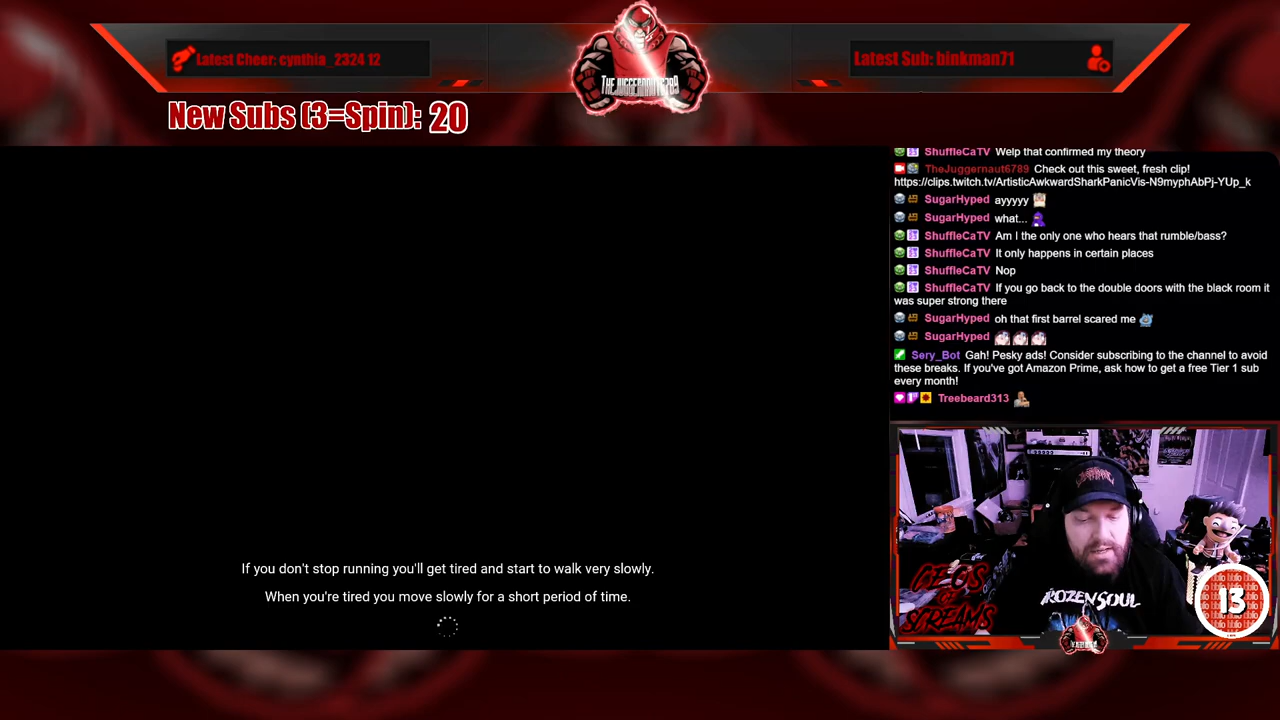 Latest Cheer: cynthia_2324 12
THEJUGGERNAUT6789
Latest Sub: binkman71
New Subs (3=Spin): 20
ShuffleCaTV Welp that confirmed my theory
TheJuggernaut6789 Check out this sweet, fresh clip!
https://clips.twitch.tv/ArtisticAwkwardSharkPanicVis-N9myphAbPj-YUp_k
SugarHyped ayyyyy
SugarHyped what...
ShuffleCaTV Am I the only one who hears that rumble/bass?
ShuffleCaTV It only happens in certain places
ShuffleCaTV Nop
ShuffleCaTV If you go back to the double doors with the black room it
was super strong there
SugarHyped oh that first barrel scared me
SugarHyped
Sery_Bot Gah! Pesky ads! Consider subscribing to the channel to avoid
these breaks. If you've got Amazon Prime, ask how to get a free Tier 1 sub
every month!
Treebeard313
If you don't stop running you'll get tired and start to walk very slowly.
When you're tired you move slowly for a short period of time.
ROZEN SOUL
SCREAMS
13